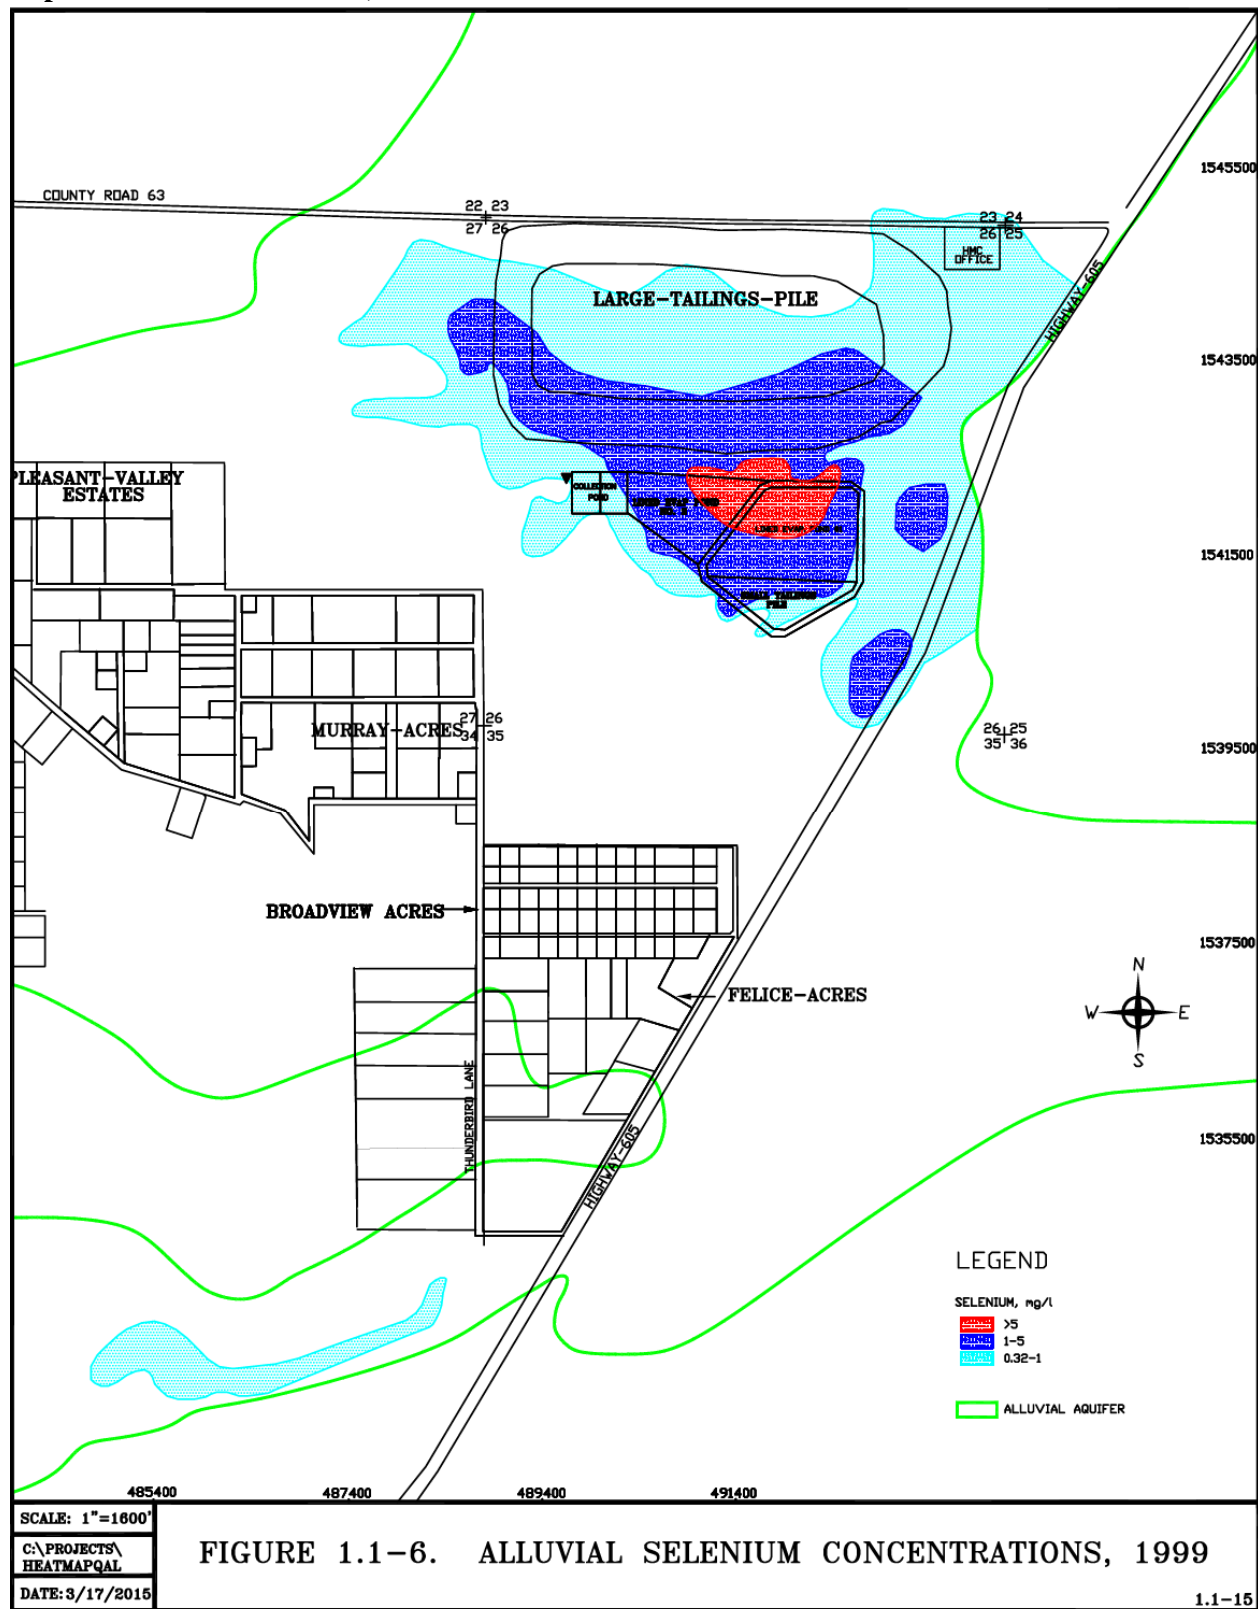 1545500
COUNTY ROAD 63
22 23
27 26
23 24
26 25
HMC
OFFICE
LARGE-TAILINGS-PILE
HIGHWAY-605
1543500
PLEASANT-VALLEY
ESTATES
COLLECTION
POND
1541500
SMALL TAILINGS
PILE
MURRAY-ACRES
27 26
34 35
26 25
35 36
1539500
BROADVIEW ACRES
1537500
FELICE-ACRES
N
W E
S
THUNDERBIRD LANE
HIGHWAY-605
1535500
LEGEND
SELENIUM, mg/l
>5
1-5
0.32-1
ALLUVIAL AQUIFER
485400 487400 489400 491400
SCALE: 1"=1600'
C:\PROJECTS\
HEATMAPQAL
DATE:3/17/2015
FIGURE 1.1-6. ALLUVIAL SELENIUM CONCENTRATIONS, 1999
1.1-15